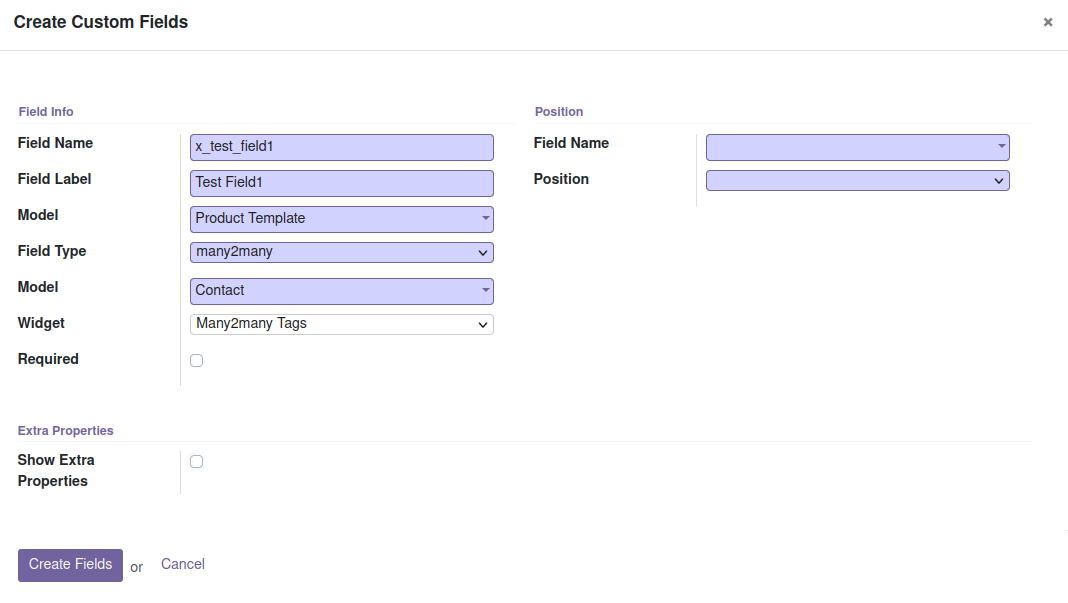 Create Custom Fields
×
Field Info
Field Name x_test_field1
Field Label Test Field1
Model Product Template
Field Type many2many
Model Contact
Widget Many2many Tags
Required
Position
Field Name
Position
Extra Properties
Show Extra
Properties
Create Fields or Cancel